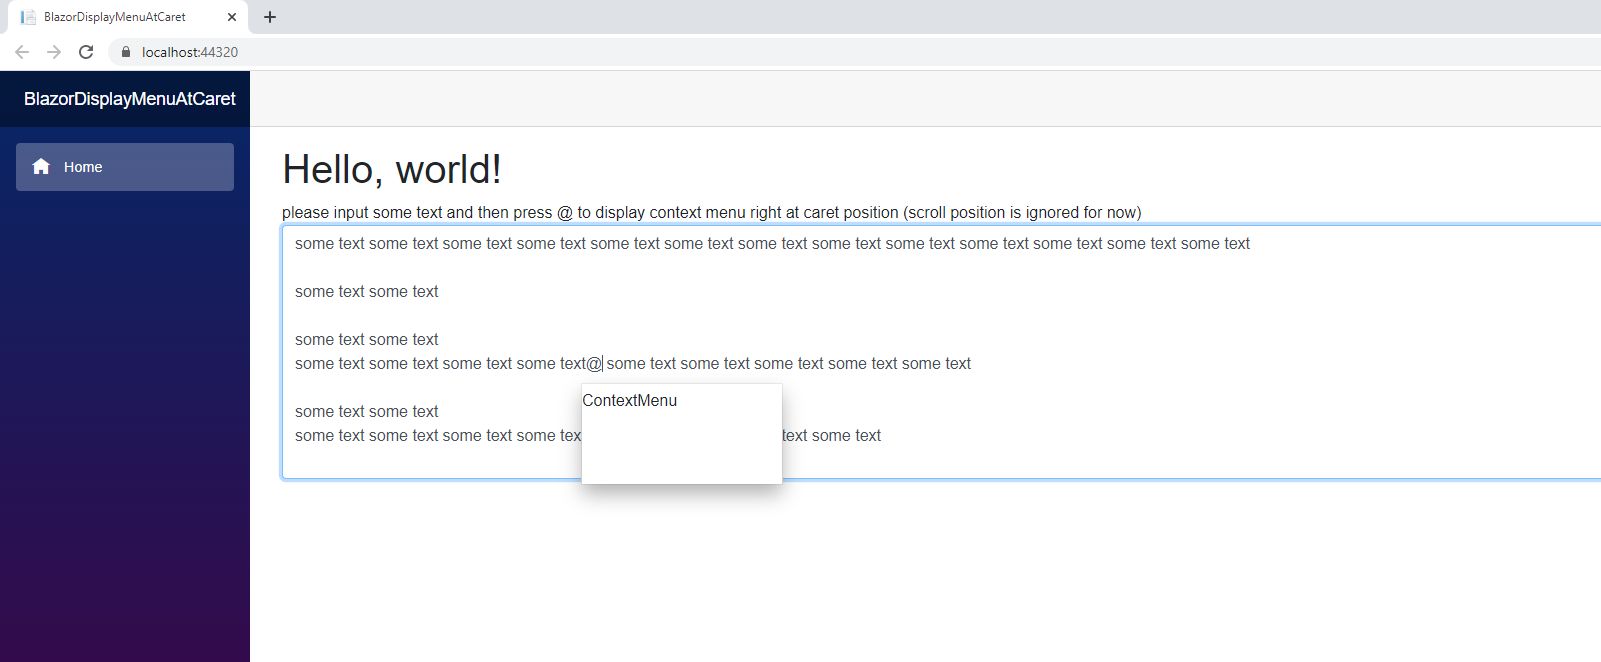 BlazorDisplayMenuAtCaret
localhost:44320
BlazorDisplayMenuAtCaret
Home
Hello, world!
please input some text and then press @ to display context menu right at caret position (scroll position is ignored for now)
some text some text some text some text some text some text some text some text some text some text some text some text some text
some text some text
some text some text
some text some text some text some text@ some text some text some text some text some text
ContextMenu
some text some text
some text some text some text some tex text some text